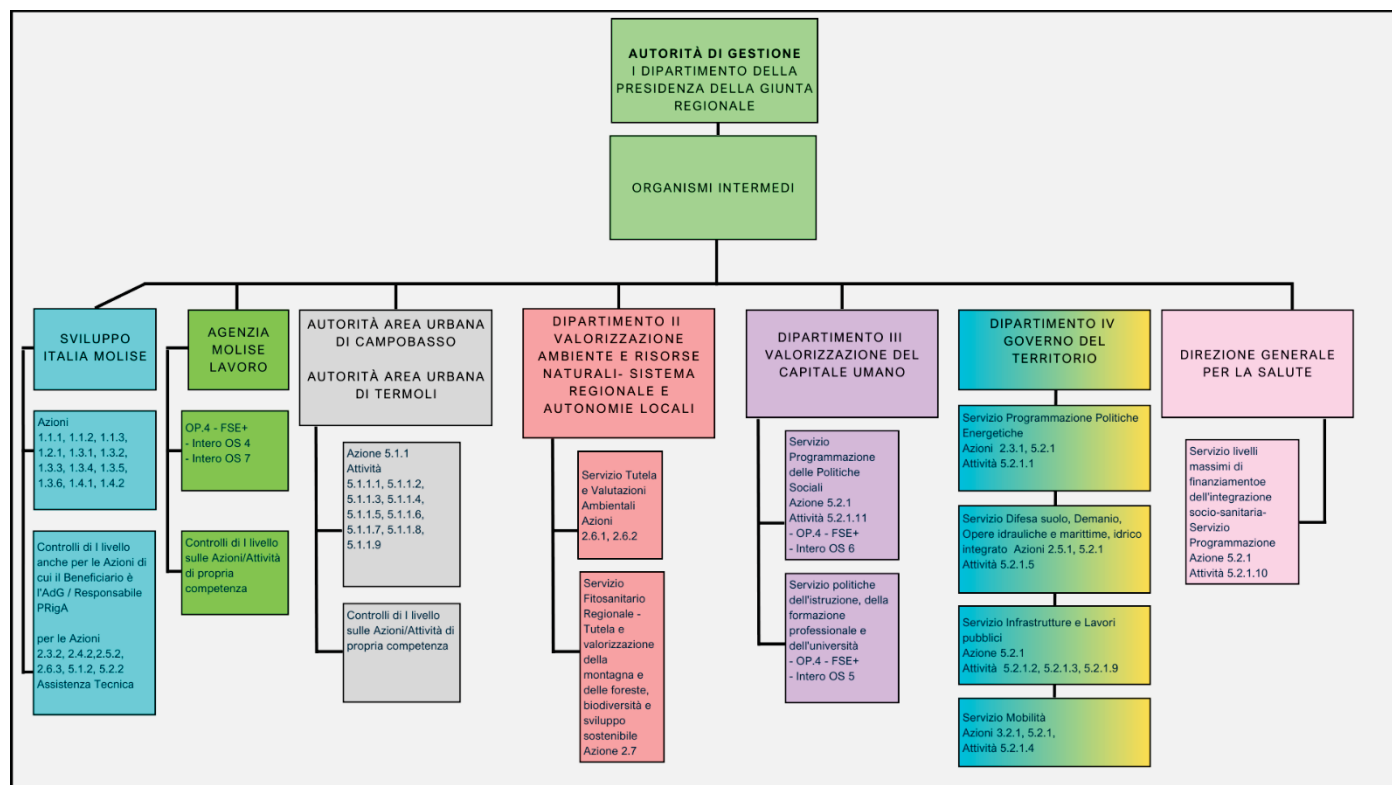 AUTORITÀ DI GESTIONE
I DIPARTIMENTO DELLA
PRESIDENZA DELLA GIUNTA
REGIONALE
ORGANISMI INTERMEDI
SVILUPPO
ITALIA MOLISE
Azioni
1.1.1, 1.1.2, 1.1.3,
1.2.1, 1.3.1, 1.3.2,
1.3.3, 1.3.4, 1.3.5,
1.3.6, 1.4.1, 1.4.2
Controlli di I livello
anche per le Azioni di
cui il Beneficiario è
l'AdG / Responsabile
PRigA
per le Azioni
2.3.2, 2.4.2,2.5.2,
2.6.3, 5.1.2, 5.2.2
Assistenza Tecnica
AGENZIA
MOLISE
LAVORO
OP.4 - FSE+
- Intero OS 4
- Intero OS 7
Controlli di I livello
sulle Azioni/Attività
di propria
competenza
AUTORITÀ AREA URBANA
DI CAMPOBASSO
AUTORITÀ AREA URBANA
DI TERMOLI
Azione 5.1.1
Attività
5.1.1.1, 5.1.1.2,
5.1.1.3, 5.1.1.4,
5.1.1.5, 5.1.1.6,
5.1.1.7, 5.1.1.8,
5.1.1.9
Controlli di I livello
sulle Azioni/Attività di
propria competenza
DIPARTIMENTO II
VALORIZZAZIONE
AMBIENTE E RISORSE
NATURALI- SISTEMA
REGIONALE E
AUTONOMIE LOCALI
Servizio Tutela
e Valutazioni
Ambientali
Azioni
2.6.1, 2.6.2
Servizio
Fitosanitario
Regionale -
Tutela e
valorizzazione
della
montagna e
delle foreste,
biodiversità e
sviluppo
sostenibile
Azione 2.7
DIPARTIMENTO III
VALORIZZAZIONE DEL
CAPITALE UMANO
Servizio
Programmazione
delle Politiche
Sociali
Azione 5.2.1
Attività 5.2.1.11
- OP.4 - FSE+
- Intero OS 6
Servizio politiche
dell'istruzione, della
formazione
professionale e
dell'università
- OP.4 - FSE+
- Intero OS 5
DIPARTIMENTO IV
GOVERNO DEL
TERRITORIO
Servizio Programmazione Politiche
Energetiche
Azioni 2.3.1, 5.2.1
Attività 5.2.1.1
Servizio Difesa suolo, Demanio,
Opere idrauliche e marittime, idrico
integrato Azioni 2.5.1, 5.2.1
Attività 5.2.1.5
Servizio Infrastrutture e Lavori
pubblici
Azione 5.2.1
Attività 5.2.1.2, 5.2.1.3, 5.2.1.9
Servizio Mobilità
Azioni 3.2.1, 5.2.1,
Attività 5.2.1.4
DIREZIONE GENERALE
PER LA SALUTE
Servizio livelli
massimi di
finanziamentoe
dell'integrazione
socio-sanitaria-
Servizio
Programmazione
Azione 5.2.1
Attività 5.2.1.10